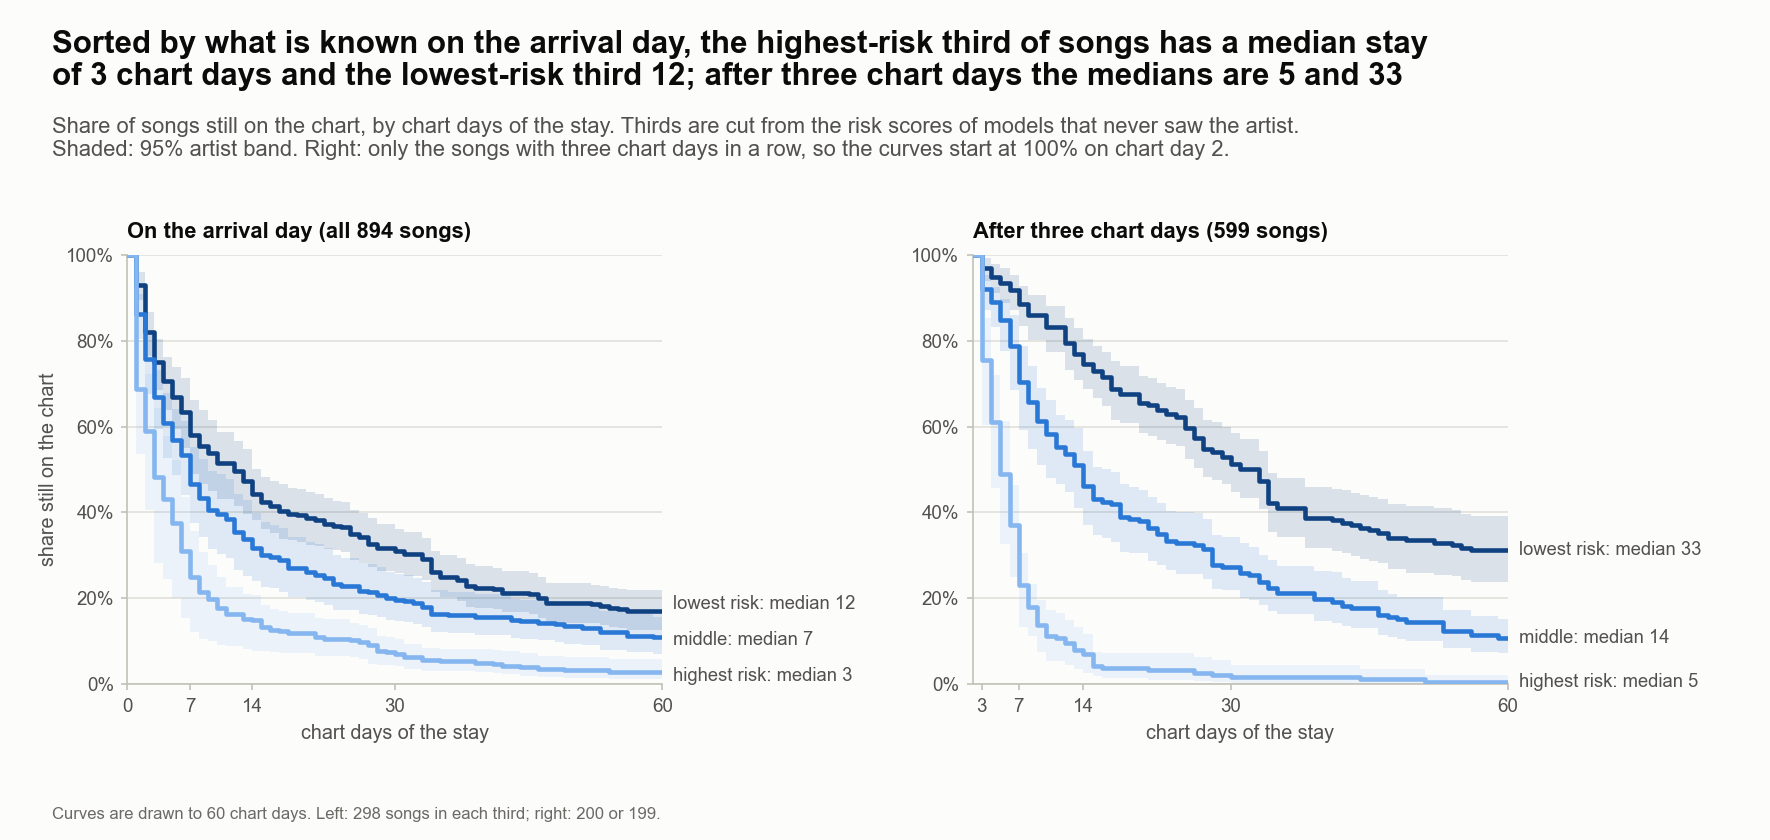 Sorted by what is known on the arrival day, the highest-risk third of songs has a median stay
of 3 chart days and the lowest-risk third 12; after three chart days the medians are 5 and 33
Share of songs still on the chart, by chart days of the stay. Thirds are cut from the risk scores of models that never saw the artist.
Shaded: 95% artist band. Right: only the songs with three chart days in a row, so the curves start at 100% on chart day 2.
On the arrival day (all 894 songs)
100%
80%
60%
40%
20%
0%
share still on the chart
0 7 14 30 60
chart days of the stay
lowest risk: median 12
middle: median 7
highest risk: median 3
After three chart days (599 songs)
100%
80%
60%
40%
20%
0%
3 7 14 30 60
chart days of the stay
lowest risk: median 33
middle: median 14
highest risk: median 5
Curves are drawn to 60 chart days. Left: 298 songs in each third; right: 200 or 199.